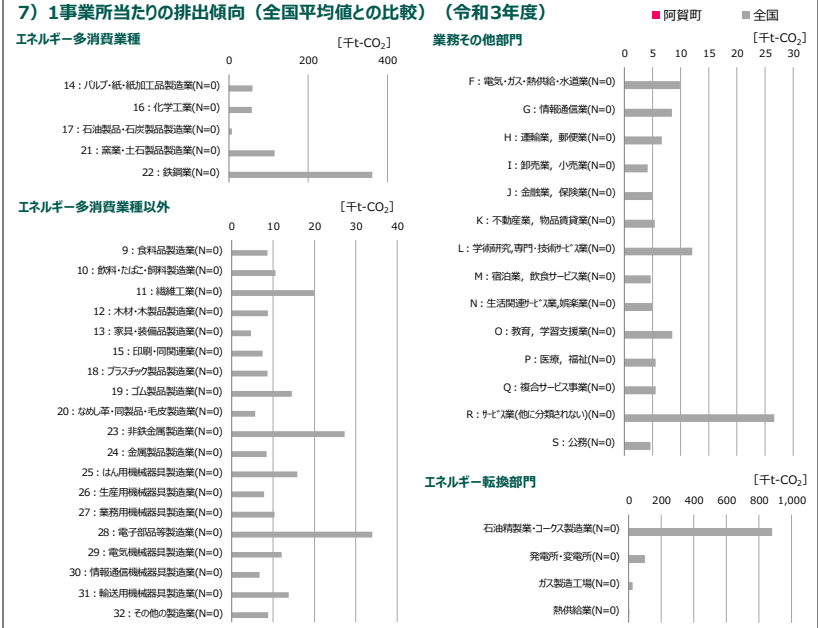 7）1事業所当たりの排出傾向（全国平均値との比較）（令和3年度）
■阿賀町 ■全国
エネルギー多消費業種
[千t-CO₂]
0 200 400
14：パルプ・紙・紙加工品製造業(N=0)
16：化学工業(N=0)
17：石油製品・石炭製品製造業(N=0)
21：窯業・土石製品製造業(N=0)
22：鉄鋼業(N=0)
エネルギー多消費業種以外
[千t-CO₂]
0 10 20 30 40
9：食料品製造業(N=0)
10：飲料・たばこ・飼料製造業(N=0)
11：繊維工業(N=0)
12：木材・木製品製造業(N=0)
13：家具・装備品製造業(N=0)
15：印刷・同関連業(N=0)
18：プラスチック製品製造業(N=0)
19：ゴム製品製造業(N=0)
20：なめし革・同製品・毛皮製造業(N=0)
23：非鉄金属製造業(N=0)
24：金属製品製造業(N=0)
25：はん用機械器具製造業(N=0)
26：生産用機械器具製造業(N=0)
27：業務用機械器具製造業(N=0)
28：電子部品等製造業(N=0)
29：電気機械器具製造業(N=0)
30：情報通信機械器具製造業(N=0)
31：輸送用機械器具製造業(N=0)
32：その他の製造業(N=0)
業務その他部門
[千t-CO₂]
0 5 10 15 20 25 30
F：電気・ガス・熱供給・水道業(N=0)
G：情報通信業(N=0)
H：運輸業，郵便業(N=0)
I：卸売業，小売業(N=0)
J：金融業，保険業(N=0)
K：不動産業，物品賃貸業(N=0)
L：学術研究,専門・技術サービス業(N=0)
M：宿泊業，飲食サービス業(N=0)
N：生活関連サービス業,娯楽業(N=0)
O：教育，学習支援業(N=0)
P：医療，福祉(N=0)
Q：複合サービス事業(N=0)
R：サービス業(他に分類されない)(N=0)
S：公務(N=0)
エネルギー転換部門
[千t-CO₂]
0 200 400 600 800 1,000
石油精製業・コークス製造業(N=0)
発電所・変電所(N=0)
ガス製造工場(N=0)
熱供給業(N=0)